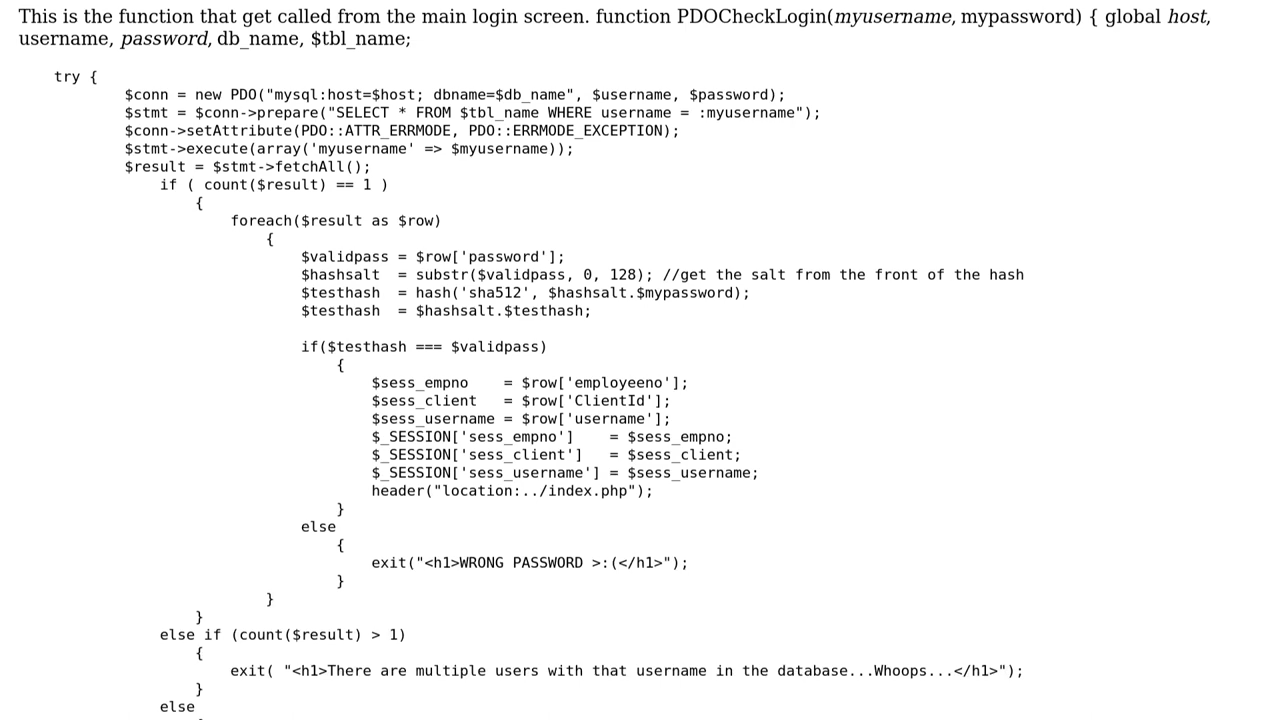 This is the function that get called from the main login screen. function PDOCheckLogin(myusername, mypassword) { global host,
username, password, db_name, $tbl_name;
try {
$conn = new PDO("mysql:host=$host; dbname=$db_name", $username, $password);
$stmt = $conn->prepare("SELECT * FROM $tbl_name WHERE username = :myusername");
$conn->setAttribute(PDO::ATTR_ERRMODE, PDO::ERRMODE_EXCEPTION);
$stmt->execute(array('myusername' => $myusername));
$result = $stmt->fetchAll();
if ( count($result) == 1 )
{
foreach($result as $row)
{
$validpass = $row['password'];
$hashsalt  = substr($validpass, 0, 128); //get the salt from the front of the hash
$testhash  = hash('sha512', $hashsalt.$mypassword);
$testhash  = $hashsalt.$testhash;
if($testhash === $validpass)
{
$sess_empno    = $row['employeeno'];
$sess_client   = $row['ClientId'];
$sess_username = $row['username'];
$_SESSION['sess_empno']    = $sess_empno;
$_SESSION['sess_client']   = $sess_client;
$_SESSION['sess_username'] = $sess_username;
header("location:../index.php");
}
else
{
exit("<h1>WRONG PASSWORD >:(</h1>");
}
}
}
else if (count($result) > 1)
{
exit( "<h1>There are multiple users with that username in the database...Whoops...</h1>");
}
else